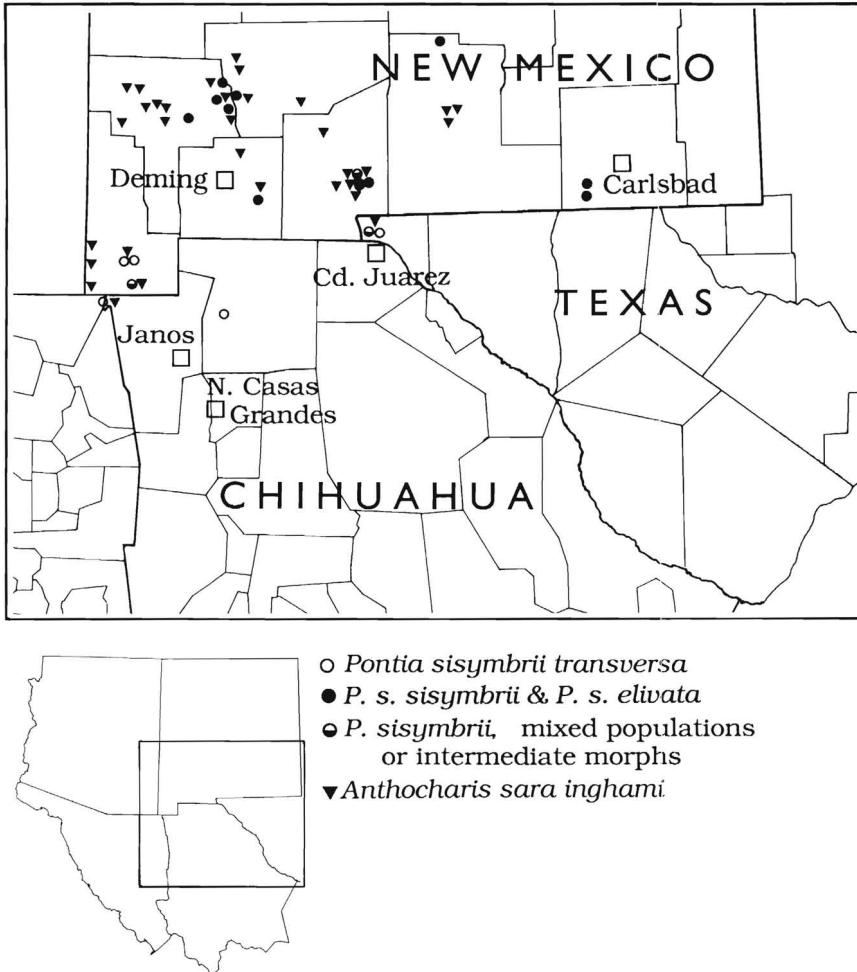 NEW MEXICO
Deming
Carlsbad
Cd. Juarez
TEXAS
Janos
N. Casas
Grandes
CHIHUAHUA
Pontia sisymbrii transversa
P. s. sisymbrii & P. s. elivata
P. sisymbrii, mixed populations
or intermediate morphs
Anthocharis sara inghami